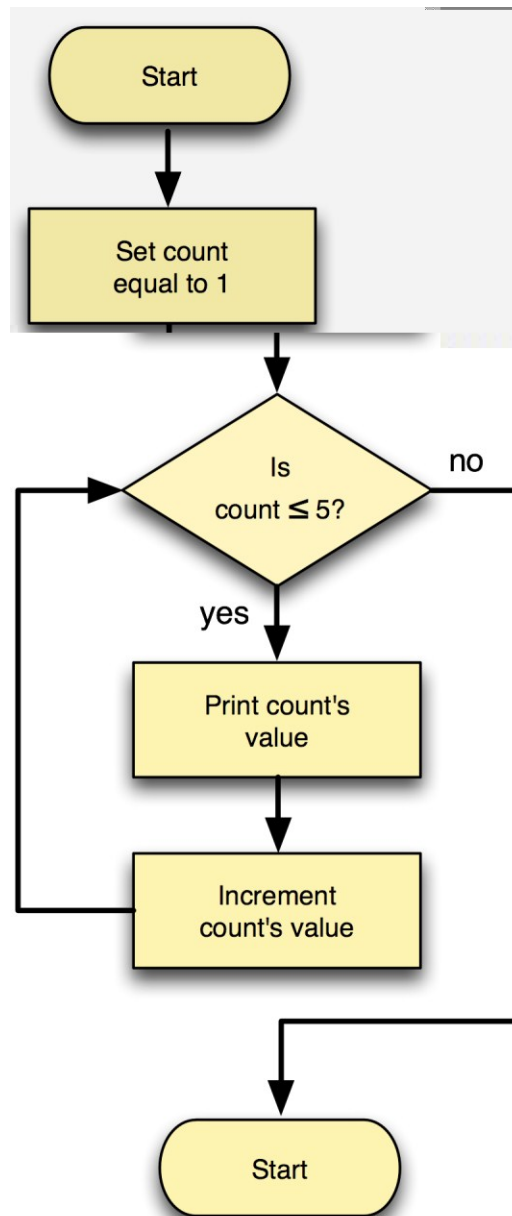 Start
Set count
equal to 1
Is
count ≤ 5?
no
yes
Print count's
value
Increment
count's value
Start